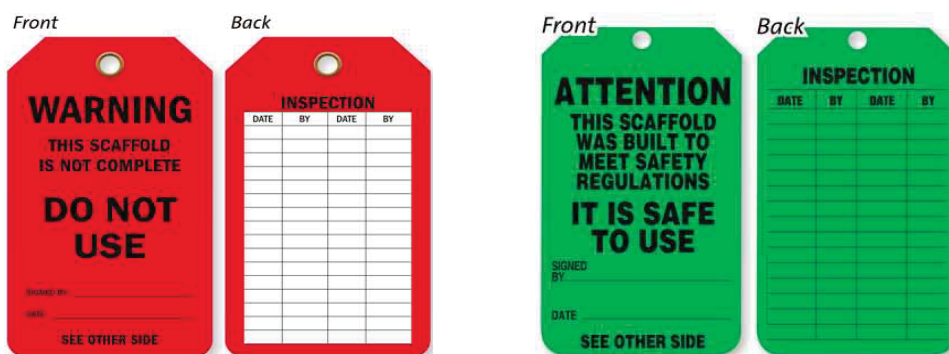 Front
WARNING
THIS SCAFFOLD
IS NOT COMPLETE
DO NOT
USE
SIGNED BY
DATE
SEE OTHER SIDE
Back
INSPECTION
DATE BY DATE BY
Front
ATTENTION
THIS SCAFFOLD
WAS BUILT TO
MEET SAFETY
REGULATIONS
IT IS SAFE
TO USE
SIGNED
BY
DATE
SEE OTHER SIDE
Back
INSPECTION
DATE BY DATE BY